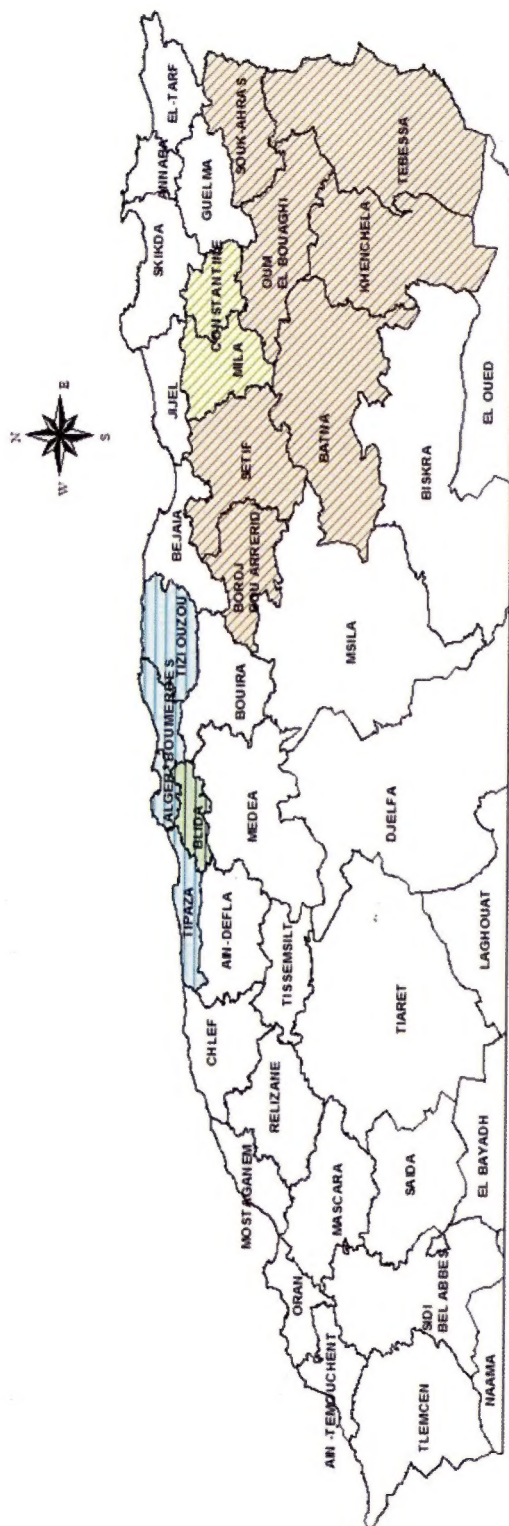 N
W
E
S
EL-TARF
ANNABA
SKIKDA
GUELMA
SOUK-AHRAS
CONSTANTINE
JIJEL
MILA
OUM
EL BOUAGHI
TEBESSA
KHENCHELA
BEJAIA
SETIF
BATNA
BORDJ
BOU ARRERIDJ
BISKRA
EL OUED
TIZI OUZOU
BOUMERDES
ALGER
BLIDA
TIPAZA
BOUIRA
MSILA
MEDEA
DJELFA
AIN-DEFLA
CHLEF
TISSEMSILT
TIARET
LAGHOUAT
RELIZANE
MOSTAGANEM
MASCARA
SAIDA
EL BAYADH
ORAN
AIN -TEMOUCHENT
SIDI
BEL ABBES
TLEMCEN
NAAMA